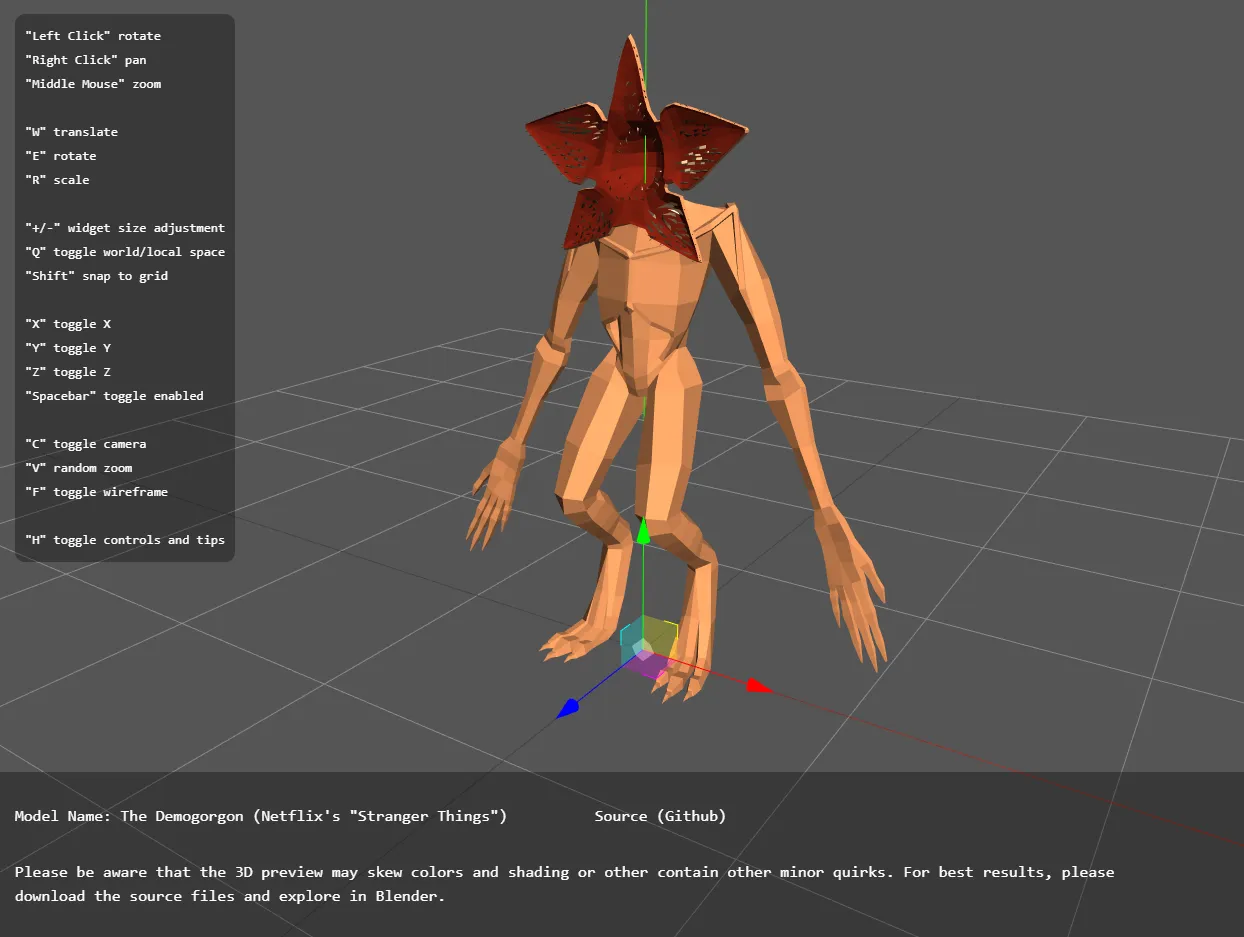 "Left Click" rotate
"Right Click" pan
"Middle Mouse" zoom
"W" translate
"E" rotate
"R" scale
"+/-" widget size adjustment
"Q" toggle world/local space
"Shift" snap to grid
"X" toggle X
"Y" toggle Y
"Z" toggle Z
"Spacebar" toggle enabled
"C" toggle camera
"V" random zoom
"F" toggle wireframe
"H" toggle controls and tips
Model Name: The Demogorgon (Netflix's "Stranger Things") Source (Github)
Please be aware that the 3D preview may skew colors and shading or other contain other minor quirks. For best results, please
download the source files and explore in Blender.